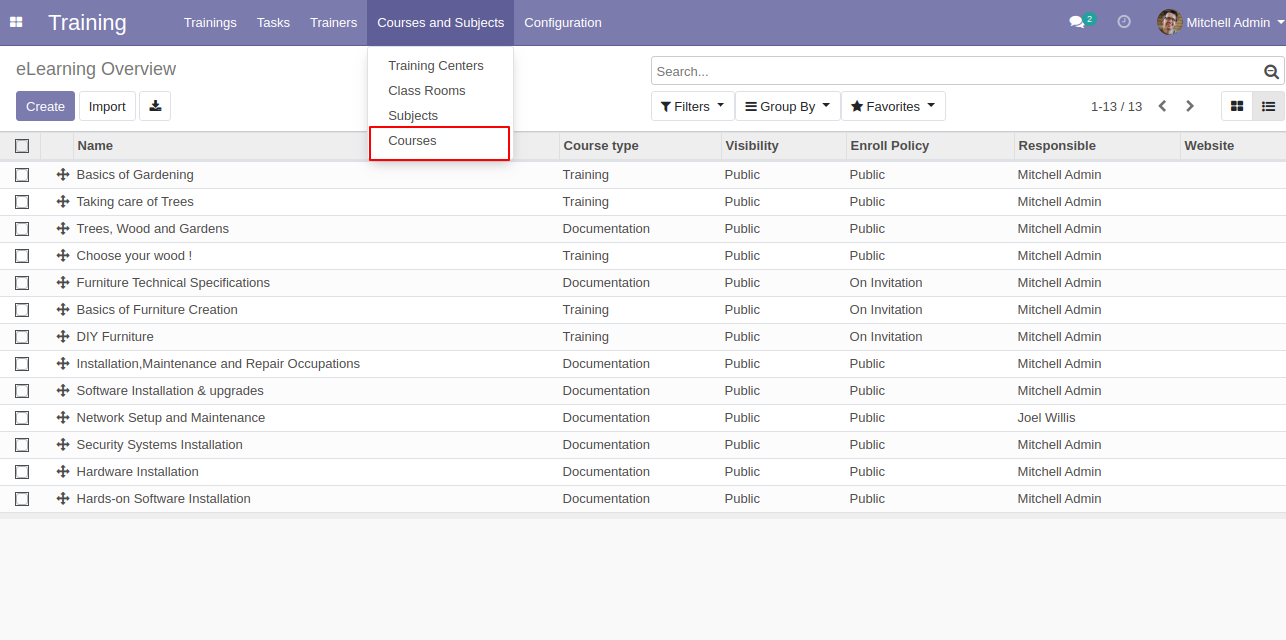 Training Trainings Tasks Trainers Courses and Subjects Configuration 2 Mitchell Admin
eLearning Overview
Search...
Create Import
Filters Group By Favorites 1-13 / 13
Training Centers
Class Rooms
Subjects
Courses
Name Course type Visibility Enroll Policy Responsible Website
Basics of Gardening Training Public Public Mitchell Admin
Taking care of Trees Training Public Public Mitchell Admin
Trees, Wood and Gardens Documentation Public Public Mitchell Admin
Choose your wood ! Training Public Public Mitchell Admin
Furniture Technical Specifications Documentation Public On Invitation Mitchell Admin
Basics of Furniture Creation Training Public On Invitation Mitchell Admin
DIY Furniture Training Public On Invitation Mitchell Admin
Installation,Maintenance and Repair Occupations Documentation Public Public Mitchell Admin
Software Installation & upgrades Documentation Public Public Mitchell Admin
Network Setup and Maintenance Documentation Public Public Joel Willis
Security Systems Installation Documentation Public Public Mitchell Admin
Hardware Installation Documentation Public Public Mitchell Admin
Hands-on Software Installation Documentation Public Public Mitchell Admin